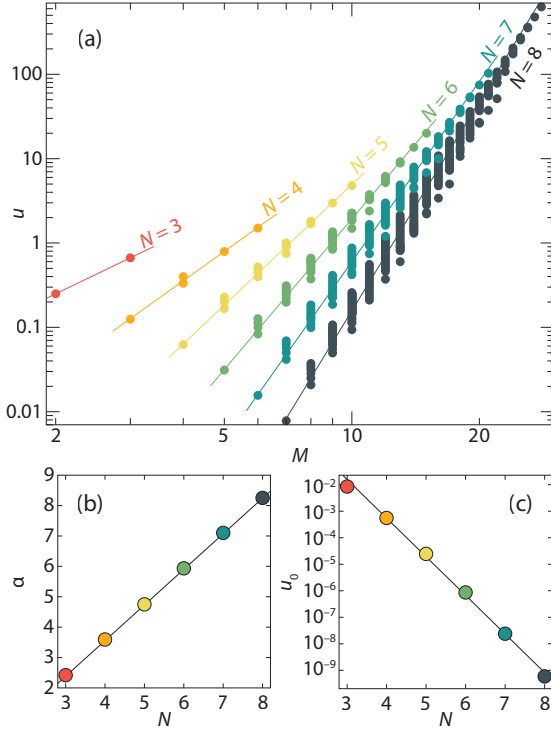 (a)
N = 3
N = 4
N = 5
N = 6
N = 7
N = 8
100
10
1
0.1
0.01
u
2
5
10
20
M
(b)
9
8
7
6
5
4
3
2
α
3 4 5 6 7 8
N
(c)
10⁻²
10⁻³
10⁻⁴
10⁻⁵
10⁻⁶
10⁻⁷
10⁻⁸
10⁻⁹
u₀
3 4 5 6 7 8
N